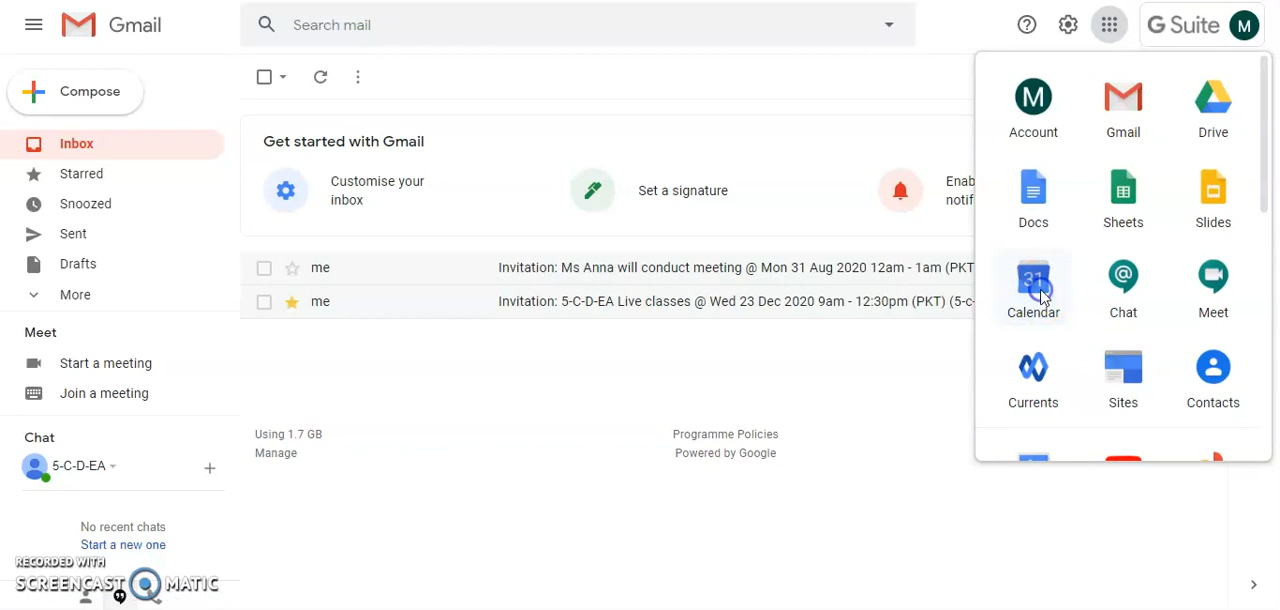 Gmail
Search mail
G Suite M
Compose
Inbox
Starred
Snoozed
Sent
Drafts
More
Meet
Start a meeting
Join a meeting
Chat
5-C-D-EA
No recent chats
Start a new one
RECORDED WITH
SCREENCAST MATIC
Get started with Gmail
Customise your
inbox
Set a signature
Enab
notif
me Invitation: Ms Anna will conduct meeting @ Mon 31 Aug 2020 12am - 1am (PKT)
me Invitation: 5-C-D-EA Live classes @ Wed 23 Dec 2020 9am - 12:30pm (PKT) (5-c-
Using 1.7 GB
Manage
Programme Policies
Powered by Google
M
Account Gmail Drive
Docs Sheets Slides
31
Calendar Chat Meet
Currents Sites Contacts